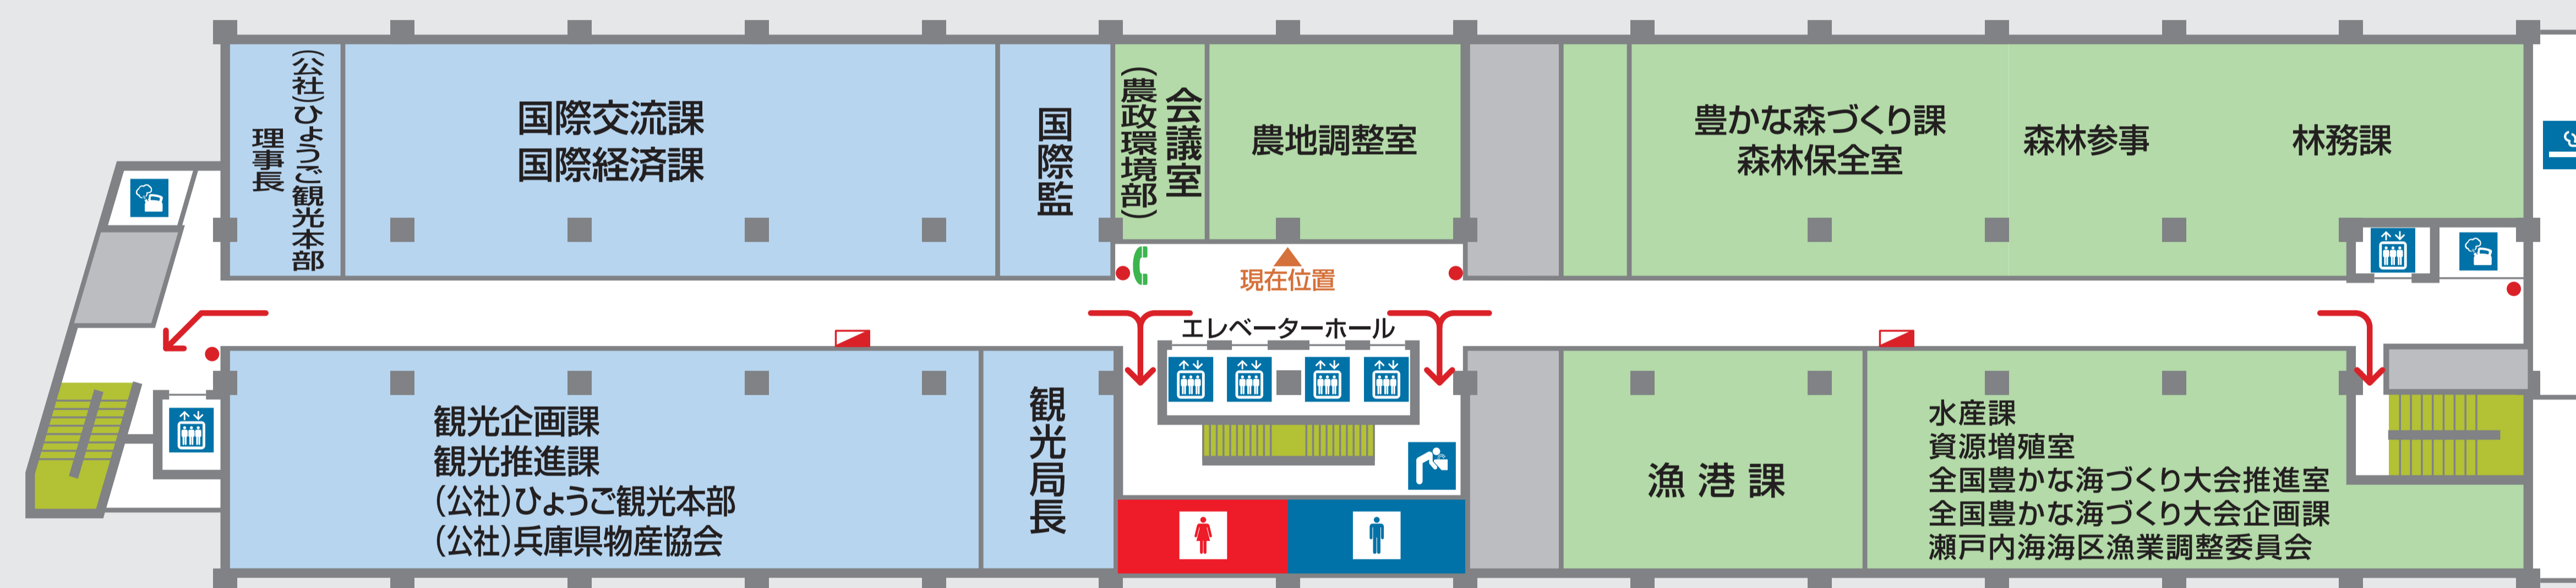 (公社)ひょうご観光本部
理事長
国際交流課
国際経済課
国際監
会議室
(農政環境部)
農地調整室
豊かな森づくり課
森林保全室
森林参事
林務課
現在位置
エレベーターホール
観光企画課
観光推進課
(公社)ひょうご観光本部
(公社)兵庫県物産協会
観光局長
漁港課
水産課
資源増殖室
全国豊かな海づくり大会推進室
全国豊かな海づくり大会企画課
瀬戸内海海区漁業調整委員会